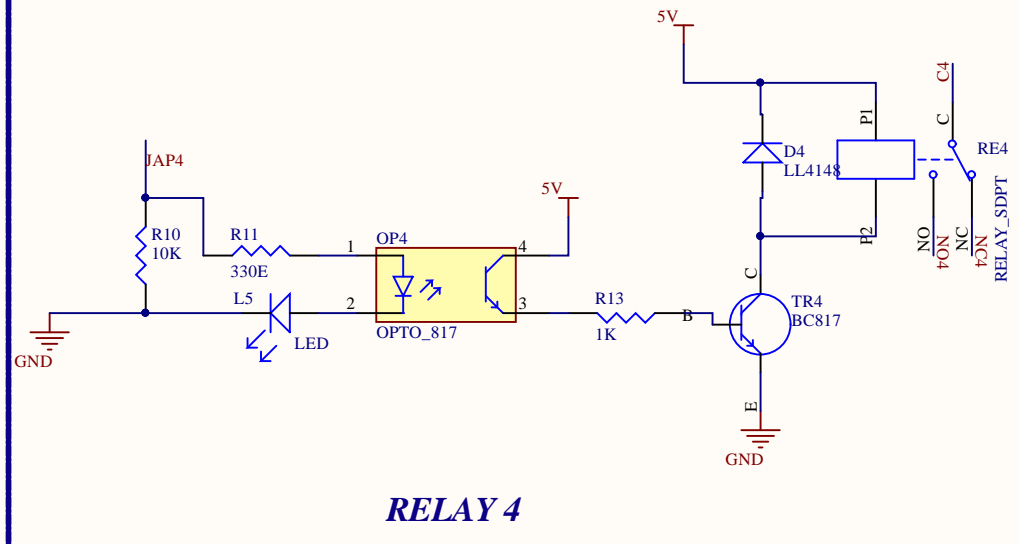 5V
C4
P1
C
D4
LL4148
RE4
JAP4
5V
RELAY_SDPT
R10
10K
R11
330E
1
OP4
4
P2
NO
NO4
NC
NC4
L5
LED
2
3
OPTO_817
R13
1K
B
C
TR4
BC817
GND
E
GND
RELAY 4